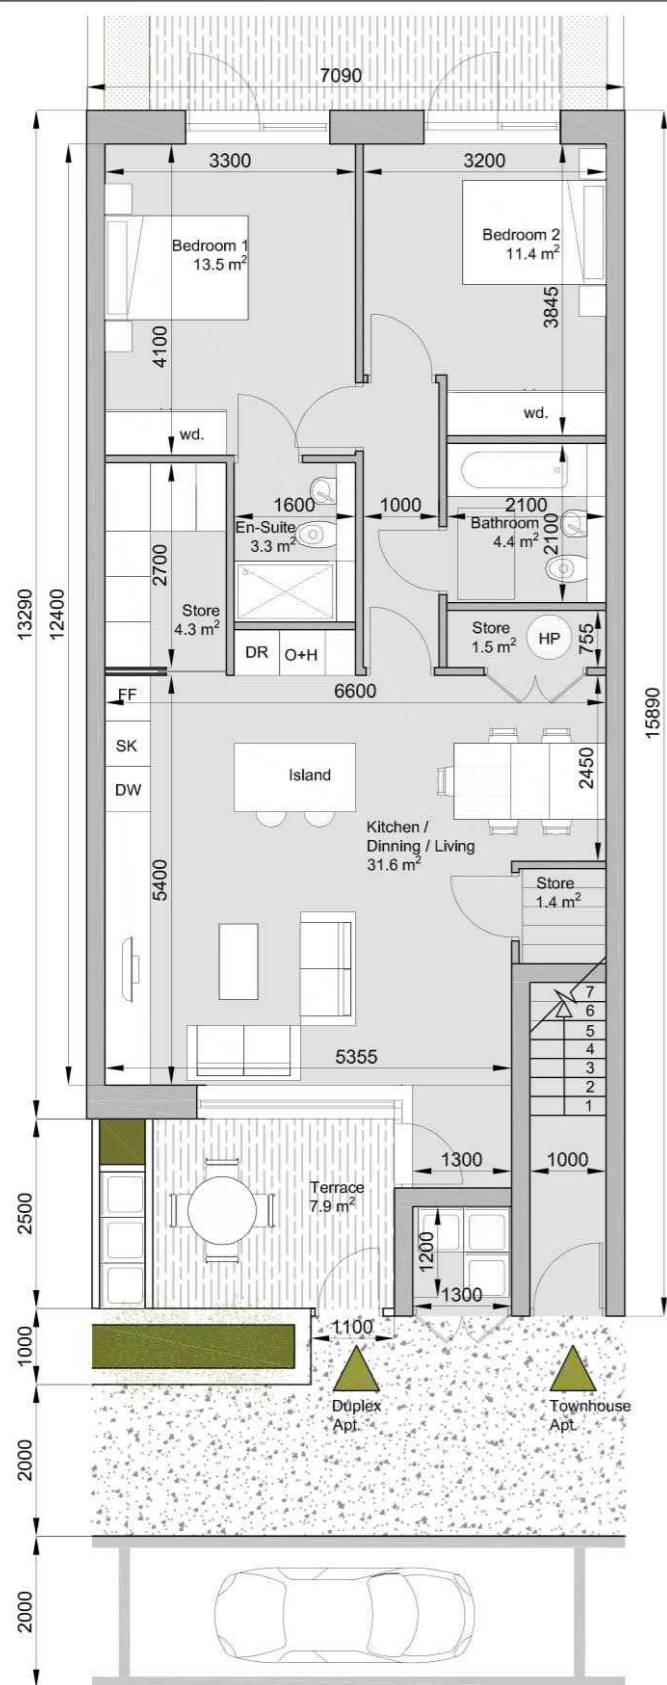 7090
3300
3200
Bedroom 1
13.5 m²
Bedroom 2
11.4 m²
4100
3845
wd.
wd.
13290
12400
15890
1600
1000
2100
En-Suite
3.3 m²
Bathroom
4.4 m²
2100
2700
Store
4.3 m²
Store
1.5 m²
HP
755
DR
O+H
FF
6600
SK
DW
Island
2450
Kitchen /
Dinning / Living
31.6 m²
5400
Store
1.4 m²
7
6
5
4
3
2
1
5355
1300
1000
2500
Terrace
7.9 m²
1200
1300
1000
1100
Duplex
Apt.
Townhouse
Apt.
2000
2000